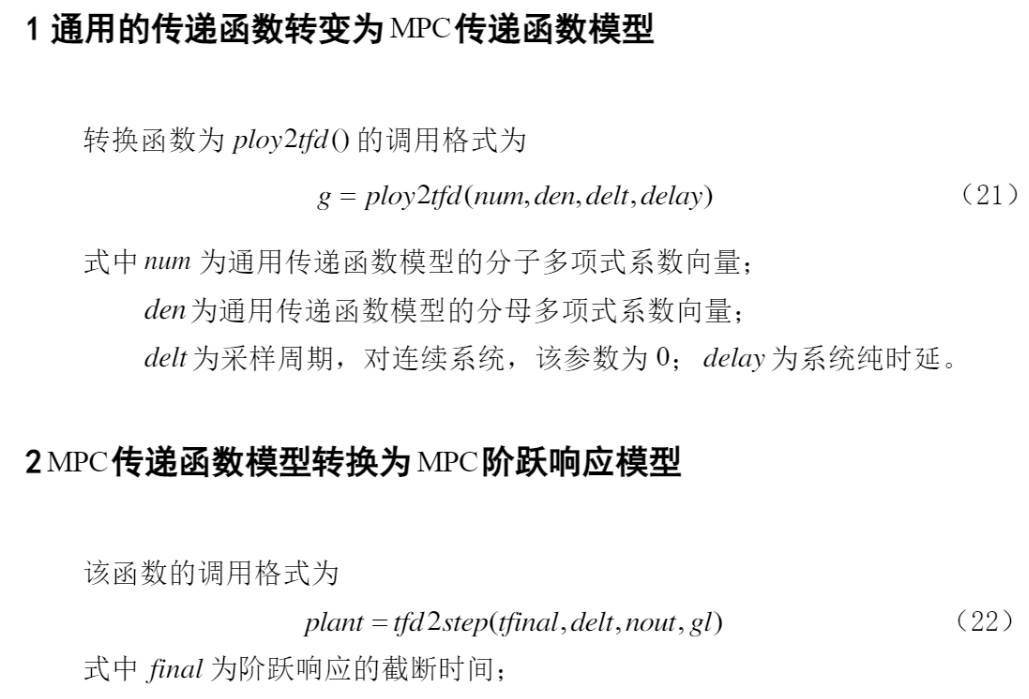 1 通用的传递函数转变为 MPC 传递函数模型
转换函数为 ploy2tfd() 的调用格式为
g = ploy2tfd(num,den,delt,delay) （21）
式中 num 为通用传递函数模型的分子多项式系数向量；
den 为通用传递函数模型的分母多项式系数向量；
delt 为采样周期，对连续系统，该参数为 0； delay 为系统纯时延。
2 MPC 传递函数模型转换为 MPC 阶跃响应模型
该函数的调用格式为
plant = tfd2step(tfinal,delt,nout,gl) （22）
式中 final 为阶跃响应的截断时间；